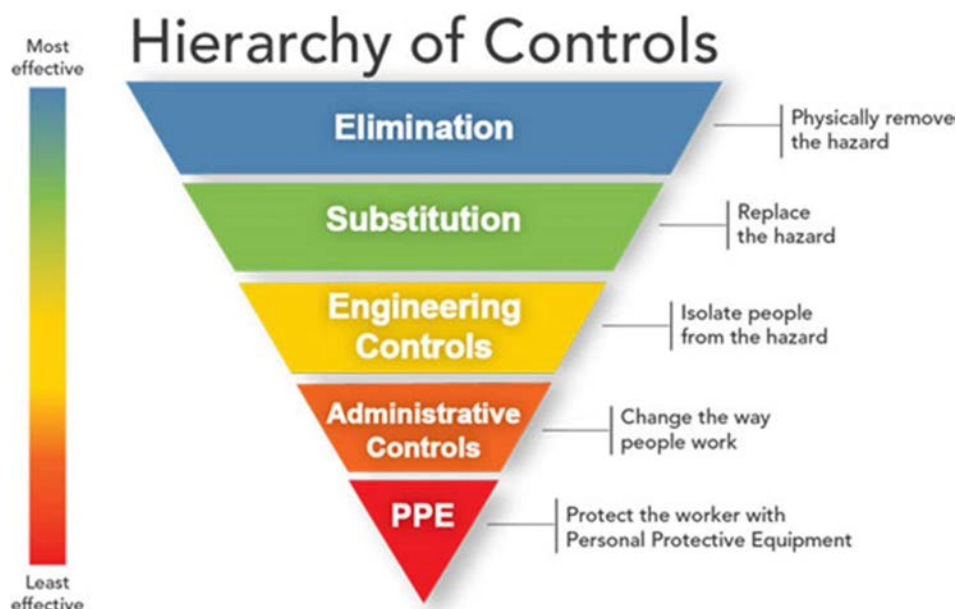 Hierarchy of Controls
Most
effective
Elimination
Physically remove
the hazard
Substitution
Replace
the hazard
Engineering
Controls
Isolate people
from the hazard
Administrative
Controls
Change the way
people work
PPE
Protect the worker with
Personal Protective Equipment
Least
effective